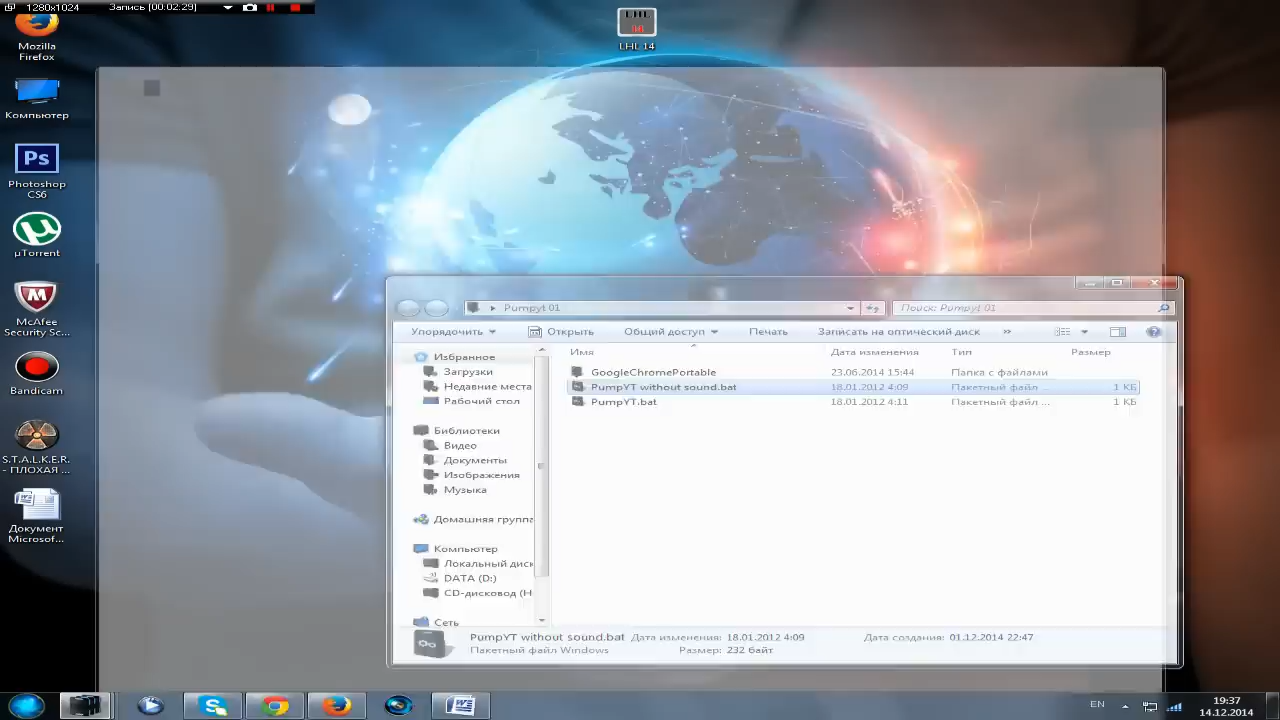 1280x1024
Запись [00:02:29]
Mozilla
Firefox
Компьютер
Ps
Photoshop
CS6
µTorrent
McAfee
Security Sc...
Bandicam
S.T.A.L.K.E.R.
- ПЛОХАЯ ...
Документ
Microsof...
LHL
LHL 14
Pumpyt 01
Поиск: Pumpyt 01
Упорядочить
Открыть
Общий доступ
Печать
Записать на оптический диск
»
Имя
Дата изменения
Тип
Размер
GoogleChromePortable
23.06.2014 15:44
Папка с файлами
PumpYT without sound.bat
18.01.2012 4:09
Пакетный файл ...
1 КБ
PumpYT.bat
18.01.2012 4:11
Пакетный файл ...
1 КБ
Избранное
Загрузки
Недавние места
Рабочий стол
Библиотеки
Видео
Документы
Изображения
Музыка
Домашняя группа
Компьютер
Локальный диск
DATA (D:)
CD-дисковод (H
Сеть
PumpYT without sound.bat
Дата изменения: 18.01.2012 4:09
Дата создания: 01.12.2014 22:47
Пакетный файл Windows
Размер: 232 байт
EN
19:37
14.12.2014